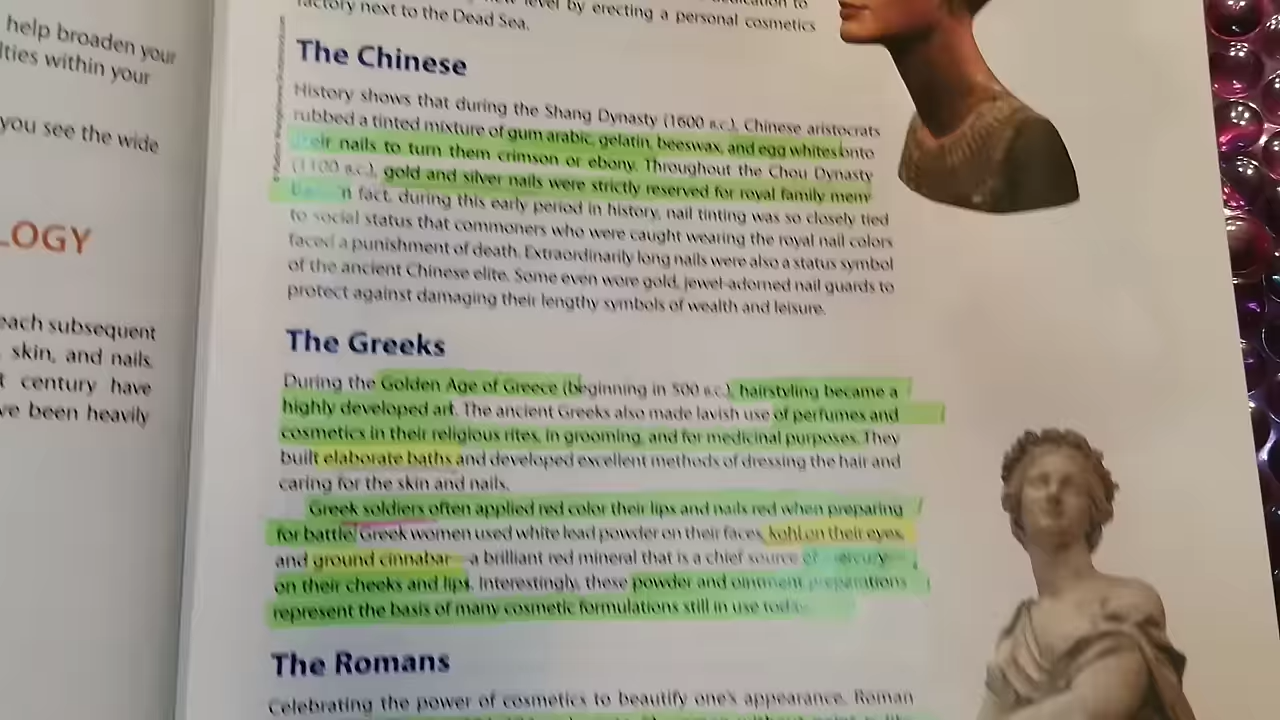 help broaden your
lties within your
you see the wide
LOGY
each subsequent
skin, and nails.
t century have
ve been heavily
level by erecting a personal cosmetics
factory next to the Dead Sea.
The Chinese
History shows that during the Shang Dynasty (1600 B.C.), Chinese aristocrats
rubbed a tinted mixture of gum arabic, gelatin, beeswax, and egg whites onto
their nails to turn them crimson or ebony. Throughout the Chou Dynasty
(1100 B.C.), gold and silver nails were strictly reserved for royal family mem
n fact, during this early period in history, nail tinting was so closely tied
to social status that commoners who were caught wearing the royal nail colors
faced a punishment of death. Extraordinarily long nails were also a status symbol
of the ancient Chinese elite. Some even wore gold, jewel-adorned nail guards to
protect against damaging their lengthy symbols of wealth and leisure.
The Greeks
During the Golden Age of Greece (beginning in 500 B.C.), hairstyling became a
highly developed art. The ancient Greeks also made lavish use of perfumes and
cosmetics in their religious rites, in grooming, and for medicinal purposes. They
built elaborate baths and developed excellent methods of dressing the hair and
caring for the skin and nails.
Greek soldiers often applied red color their lips and nails red when preparing
for battle. Greek women used white lead powder on their faces, kohl on their eyes,
and ground cinnabar—a brilliant red mineral that is a chief source of mercury—
on their cheeks and lips. Interestingly, these powder and ointment preparations
represent the basis of many cosmetic formulations still in use today.
The Romans
Celebrating the power of cosmetics to beautify one's appearance, Roman